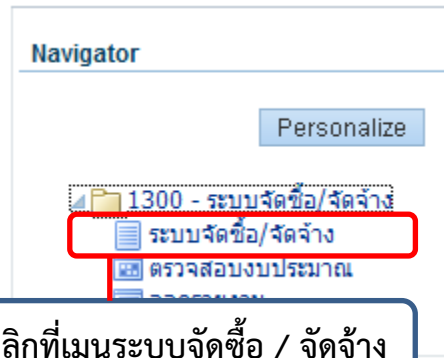 Navigator
Personalize
1300 - ระบบจัดซื้อ/จัดจ้าง
ระบบจัดซื้อ/จัดจ้าง
ตรวจสอบงบประมาณ
ลิกที่เมนูระบบจัดซื้อ / จัดจ้าง